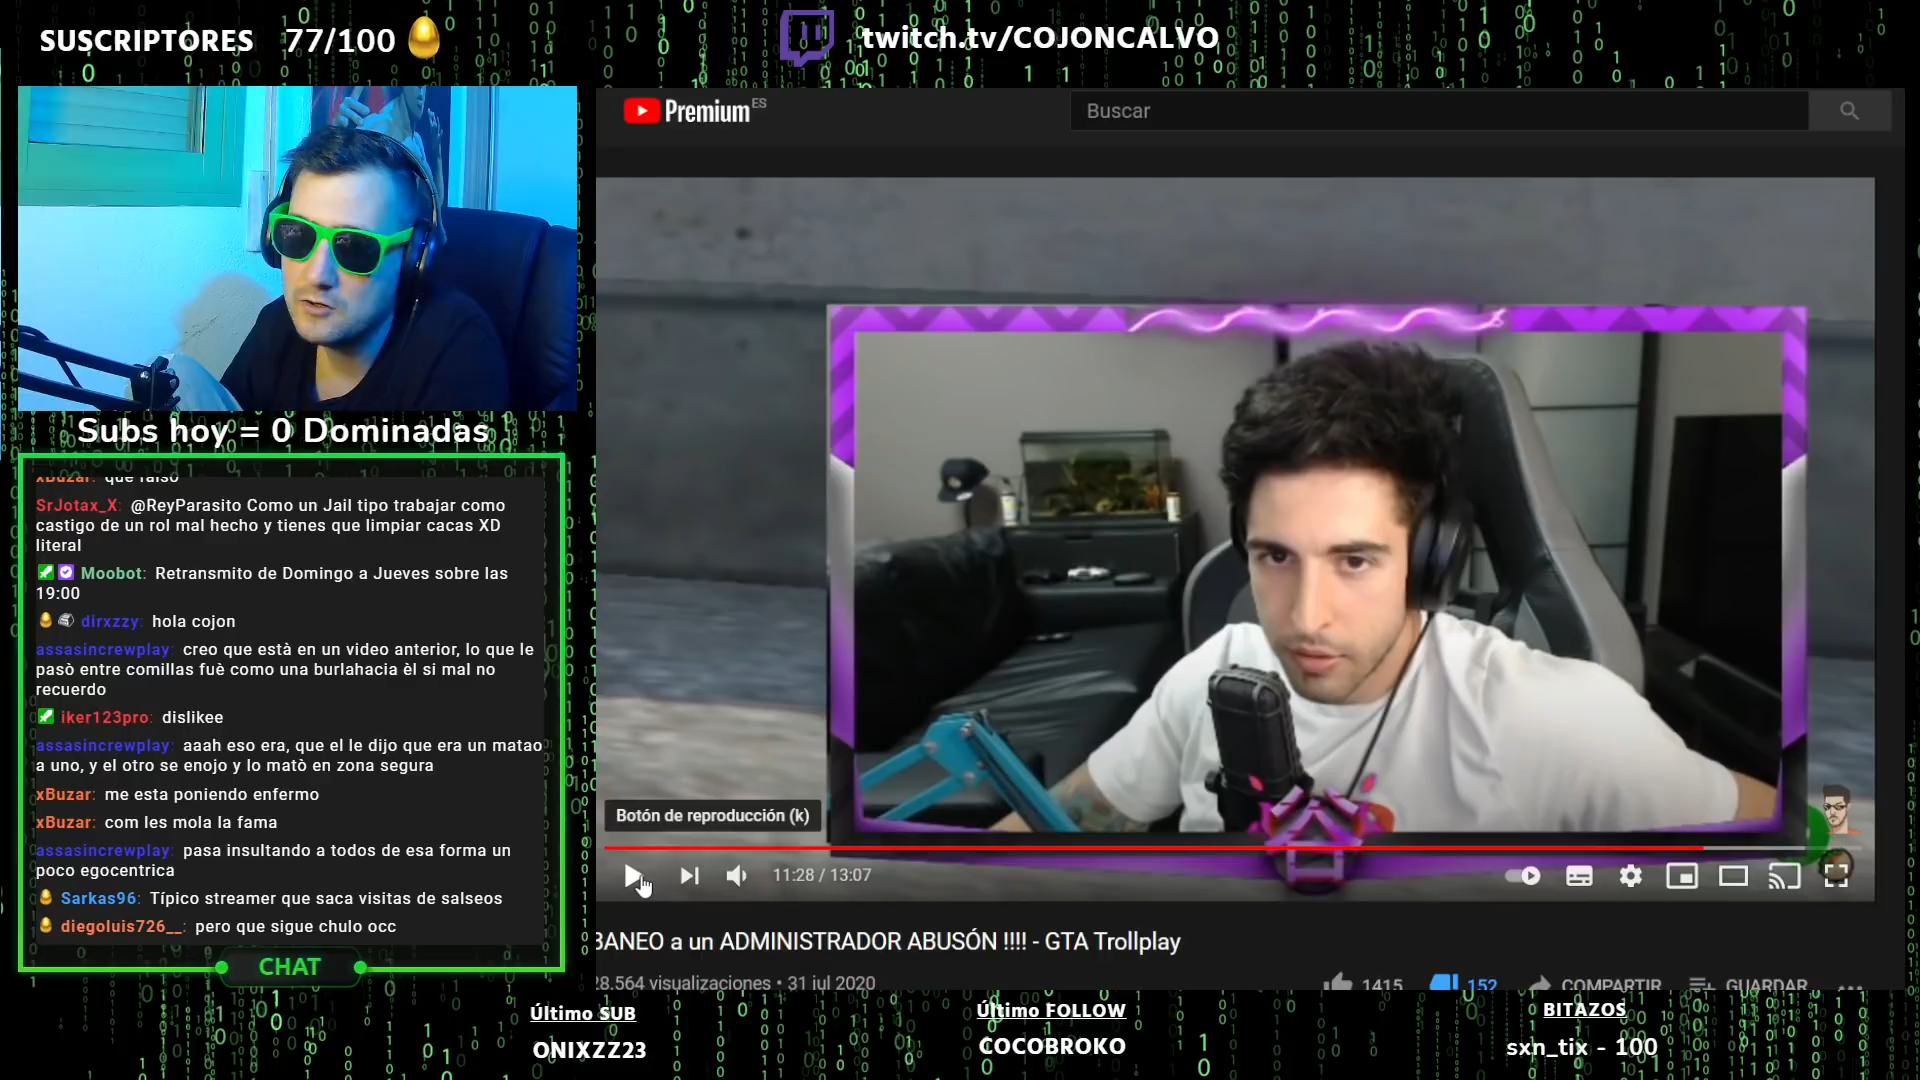 SUSCRIPTORES 77/100
twitch.tv/COJONCALVO
Premium ES
Buscar
Subs hoy = 0 Dominadas
xBuzar: que falso
SrJotax_X: @ReyParasito Como un Jail tipo trabajar como
castigo de un rol mal hecho y tienes que limpiar cacas XD
literal
Moobot: Retransmito de Domingo a Jueves sobre las
19:00
dirxzzy: hola cojon
assasincrewplay: creo que està en un video anterior, lo que le
pasò entre comillas fuè como una burlahacia èl si mal no
recuerdo
iker123pro: dislikee
assasincrewplay: aaah eso era, que el le dijo que era un matao
a uno, y el otro se enojo y lo matò en zona segura
xBuzar: me esta poniendo enfermo
xBuzar: com les mola la fama
assasincrewplay: pasa insultando a todos de esa forma un
poco egocentrica
Sarkas96: Típico streamer que saca visitas de salseos
diegoluis726__: pero que sigue chulo occ
CHAT
Botón de reproducción (k)
11:28 / 13:07
BANEO a un ADMINISTRADOR ABUSÓN !!!! - GTA Trollplay
28.564 visualizaciones • 31 jul 2020
1415 152 COMPARTIR GUARDAR
Último SUB
ONIXZZ23
Último FOLLOW
COCOBROKO
BITAZOS
sxn_tix - 100